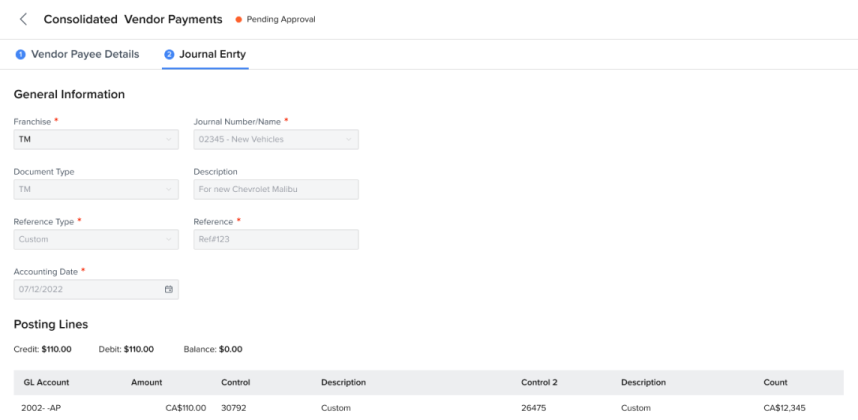 Consolidated Vendor Payments Pending Approval
1 Vendor Payee Details 2 Journal Enrty
General Information
Franchise * Journal Number/Name *
TM 02345 - New Vehicles
Document Type Description
TM For new Chevrolet Malibu
Reference Type * Reference *
Custom Ref#123
Accounting Date *
07/12/2022
Posting Lines
Credit: $110.00 Debit: $110.00 Balance: $0.00
GL Account Amount Control Description Control 2 Description Count
2002- -AP CA$110.00 30792 Custom 26475 Custom CA$12,345